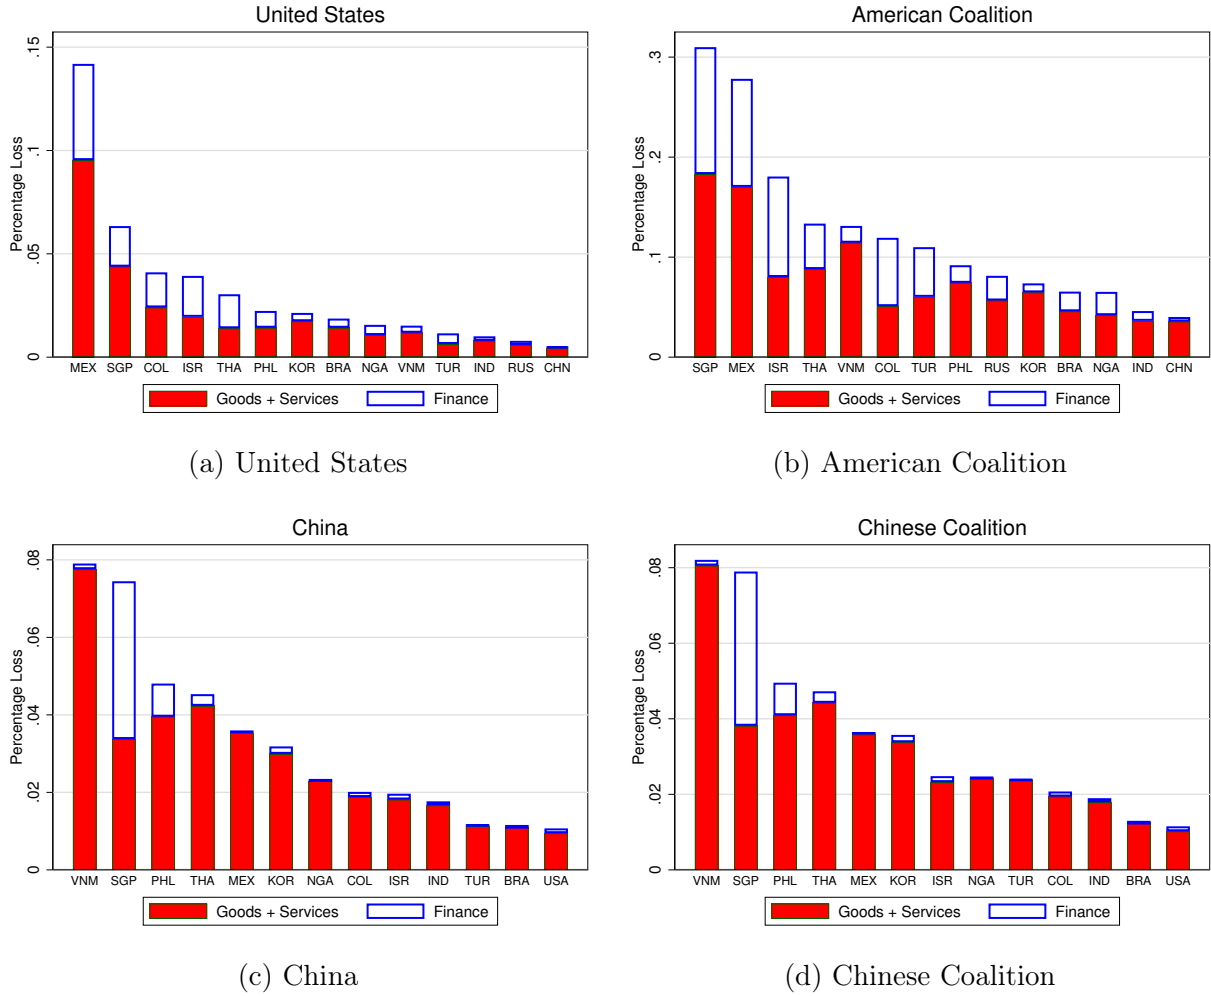 United States
Percentage Loss
.15
.1
.05
0
MEX SGP COL ISR THA PHL KOR BRA NGA VNM TUR IND RUS CHN
Goods + Services Finance
(a) United States
American Coalition
Percentage Loss
.3
.2
.1
0
SGP MEX ISR THA VNM COL TUR PHL RUS KOR BRA NGA IND CHN
Goods + Services Finance
(b) American Coalition
China
Percentage Loss
.08
.06
.04
.02
0
VNM SGP PHL THA MEX KOR NGA COL ISR IND TUR BRA USA
Goods + Services Finance
(c) China
Chinese Coalition
Percentage Loss
.08
.06
.04
.02
0
VNM SGP PHL THA MEX KOR ISR NGA TUR COL IND BRA USA
Goods + Services Finance
(d) Chinese Coalition